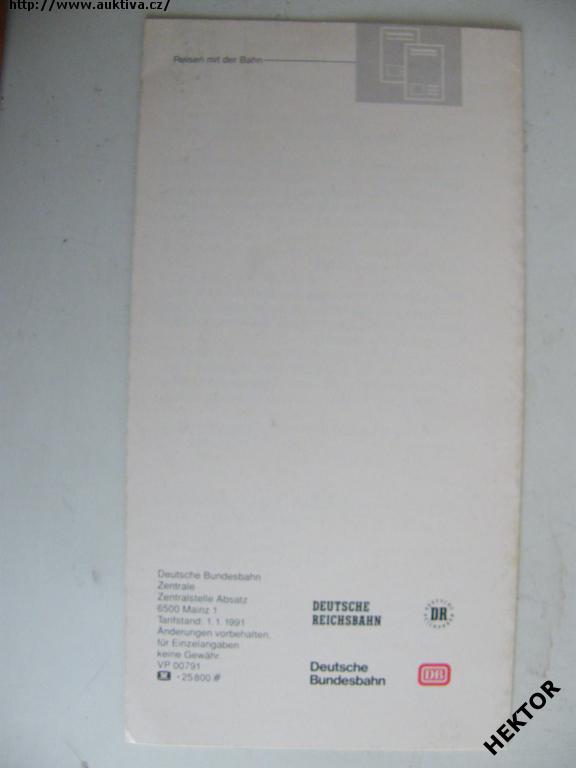 http://www.auktiva.cz/
Reisen mit der Bahn
Deutsche Bundesbahn
Zentrale
Zentralstelle Absatz
6500 Mainz 1
Tarifstand: 1. 1. 1991
Änderungen vorbehalten,
für Einzelangaben
keine Gewähr.
VP 00791
· 25 800 #
DEUTSCHE
REICHSBAHN
DR
Deutsche
Bundesbahn
DB
HEKTOR